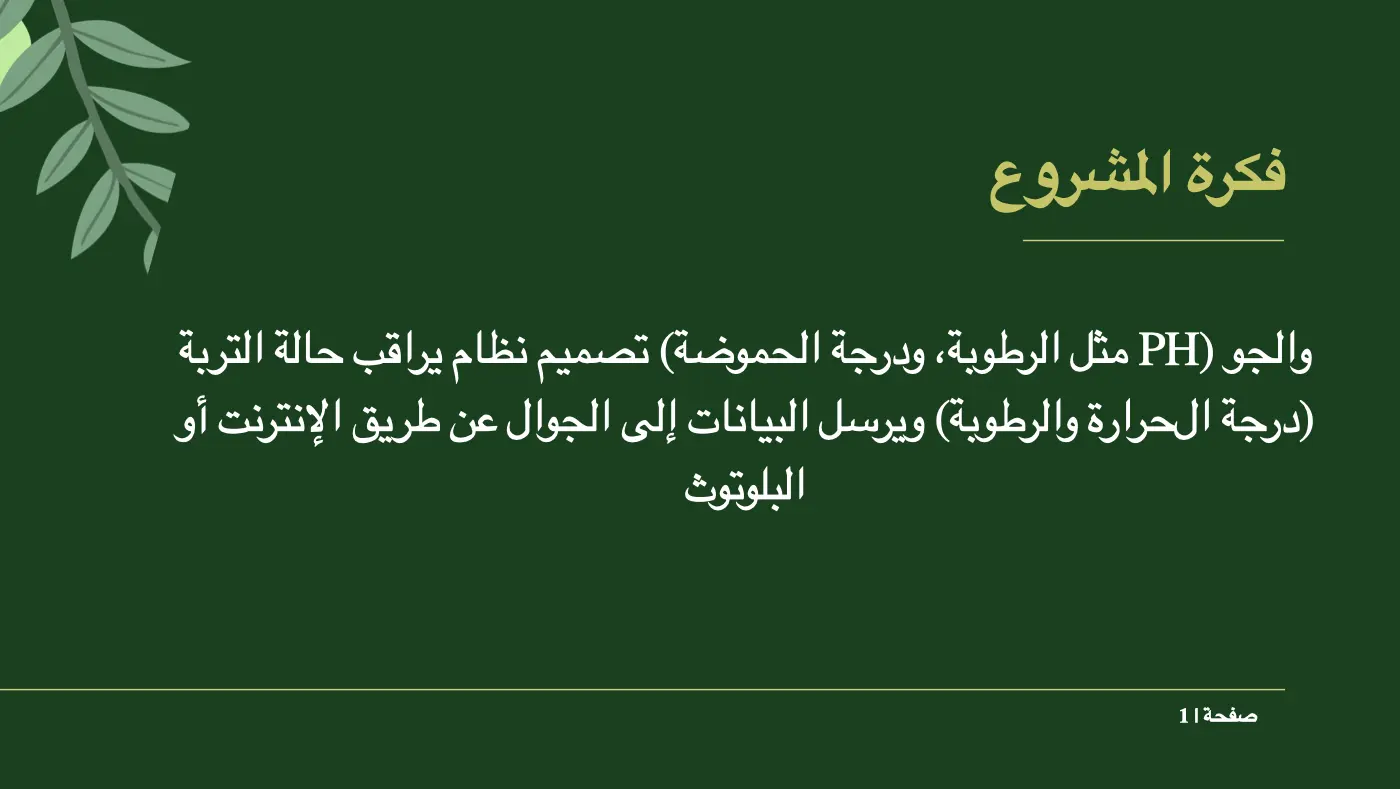 فكرة المشروع
والجو (PH مثل الرطوبة، ودرجة الحموضة) تصميم نظام يراقب حالة التربة
(درجة الحرارة والرطوبة) ويرسل البيانات إلى الجوال عن طريق الإنترنت أو
البلوتوث
صفحة | 1